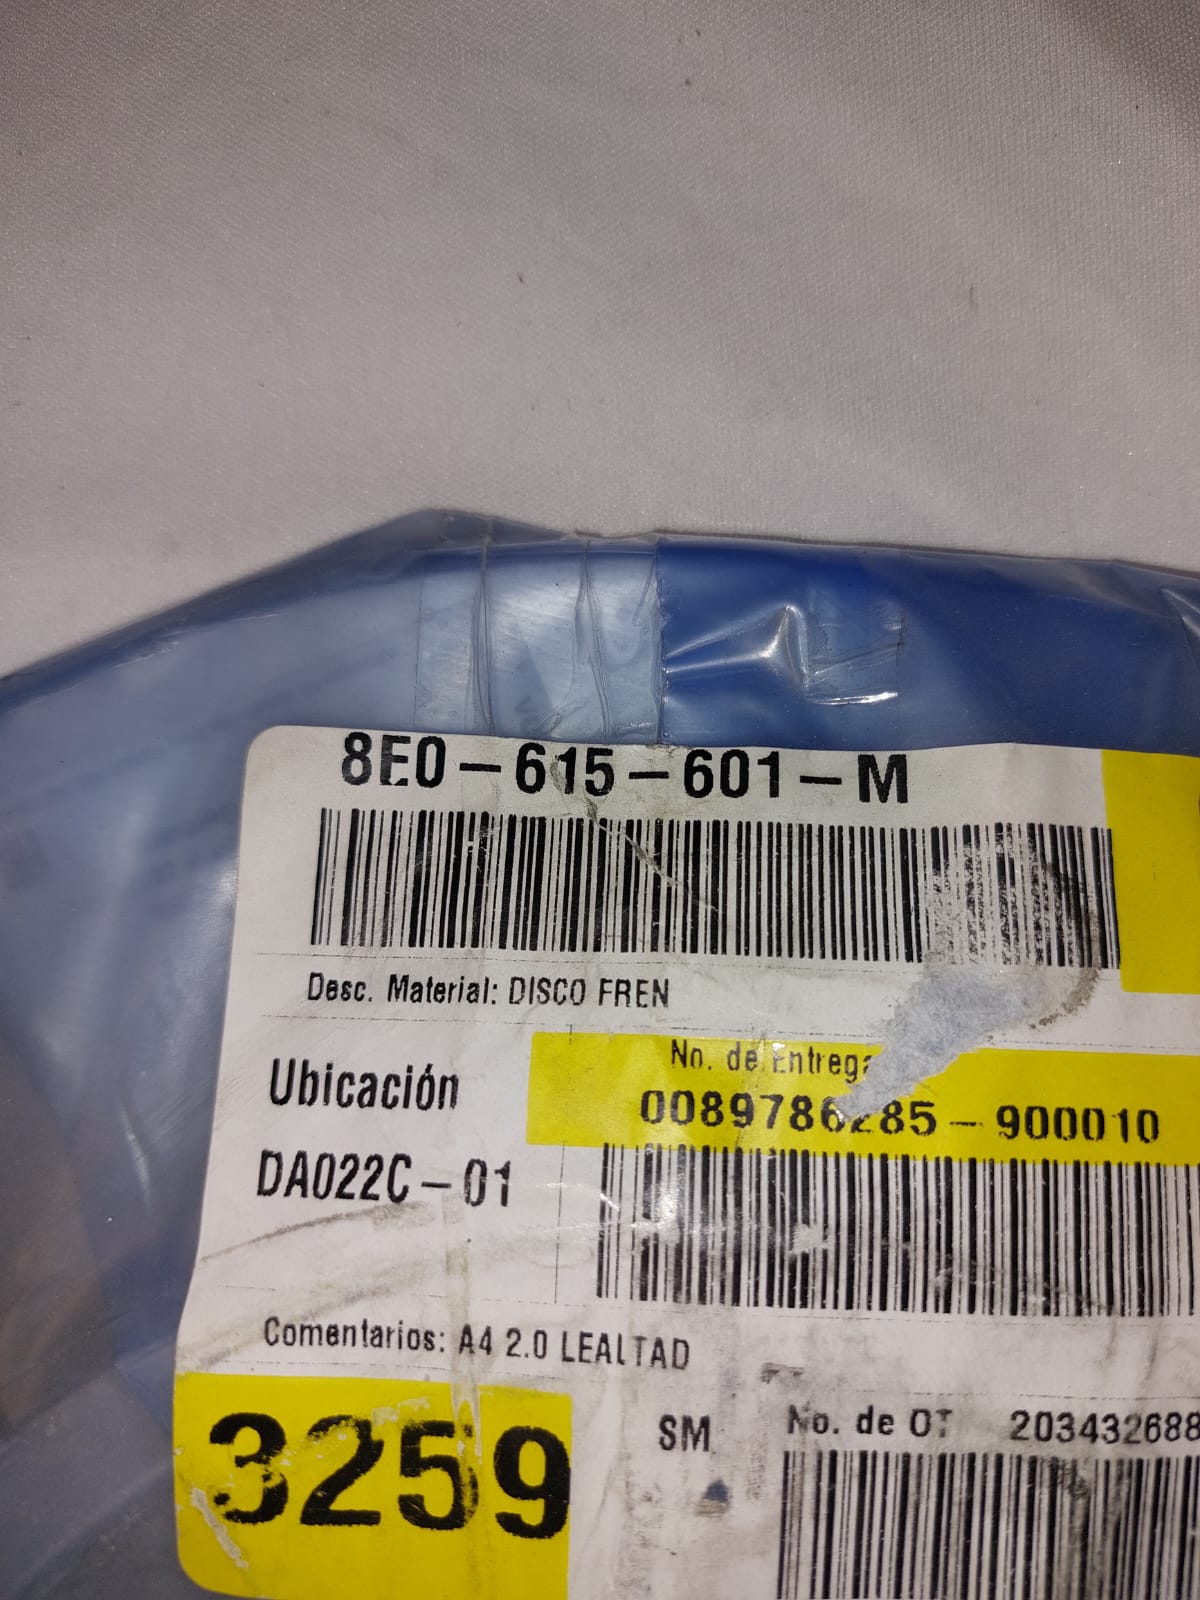 8E0-615-601-M
Desc. Material: DISCO FREN
No. de Entrega
Ubicación
0089786285-900010
DA022C-01
Comentarios: A4 2.0 LEALTAD
3259
SM
No. de OT 203432688